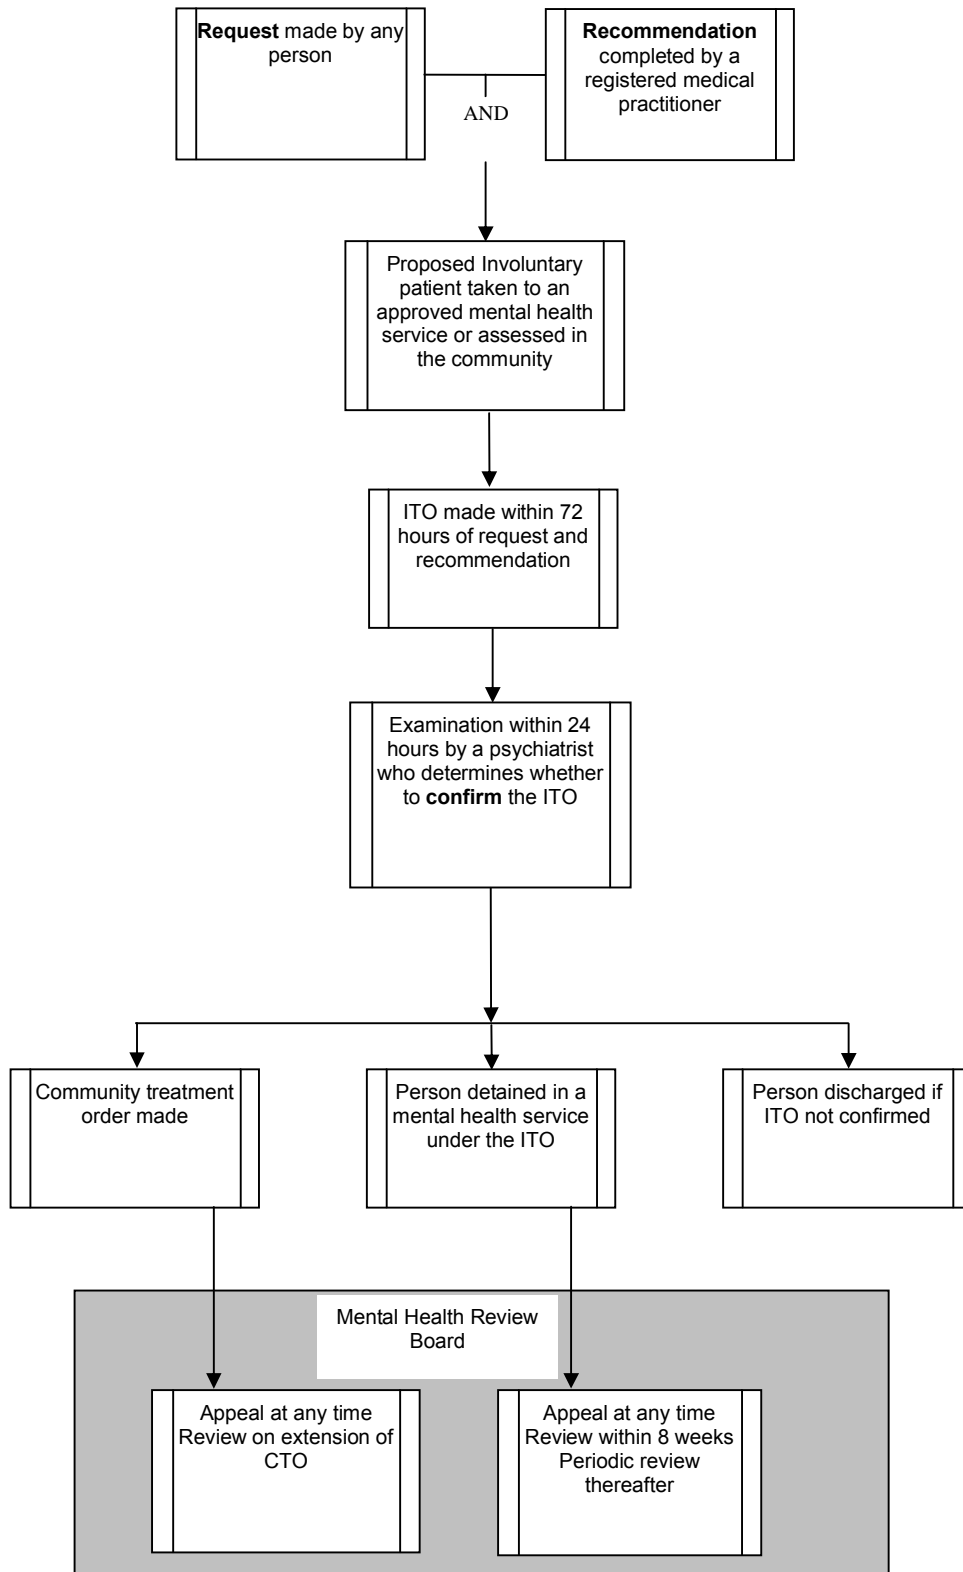 Request made by any
person
Recommendation
completed by a
registered medical
practitioner
AND
Proposed Involuntary
patient taken to an
approved mental health
service or assessed in
the community
ITO made within 72
hours of request and
recommendation
Examination within 24
hours by a psychiatrist
who determines whether
to confirm the ITO
Community treatment
order made
Person detained in a
mental health service
under the ITO
Person discharged if
ITO not confirmed
Mental Health Review
Board
Appeal at any time
Review on extension of
CTO
Appeal at any time
Review within 8 weeks
Periodic review
thereafter